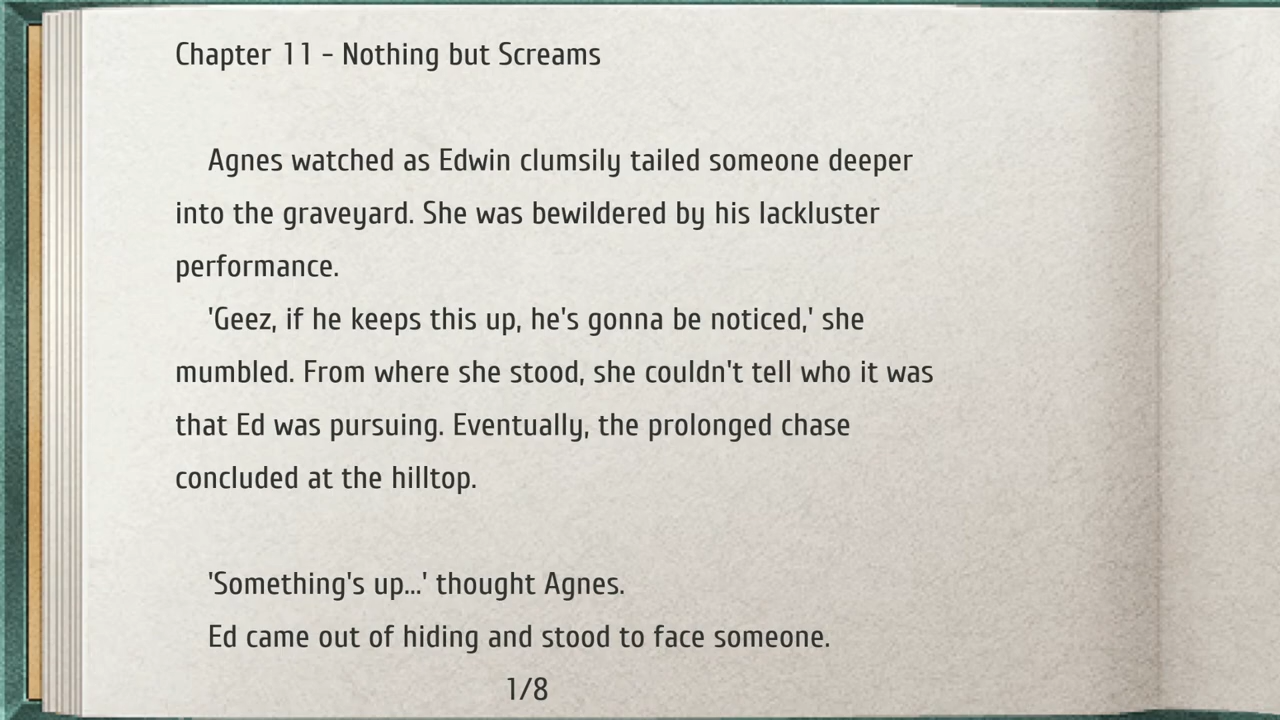 Chapter 11 - Nothing but Screams
Agnes watched as Edwin clumsily tailed someone deeper
into the graveyard. She was bewildered by his lackluster
performance.
'Geez, if he keeps this up, he's gonna be noticed,' she
mumbled. From where she stood, she couldn't tell who it was
that Ed was pursuing. Eventually, the prolonged chase
concluded at the hilltop.
'Something's up...' thought Agnes.
Ed came out of hiding and stood to face someone.
1/8